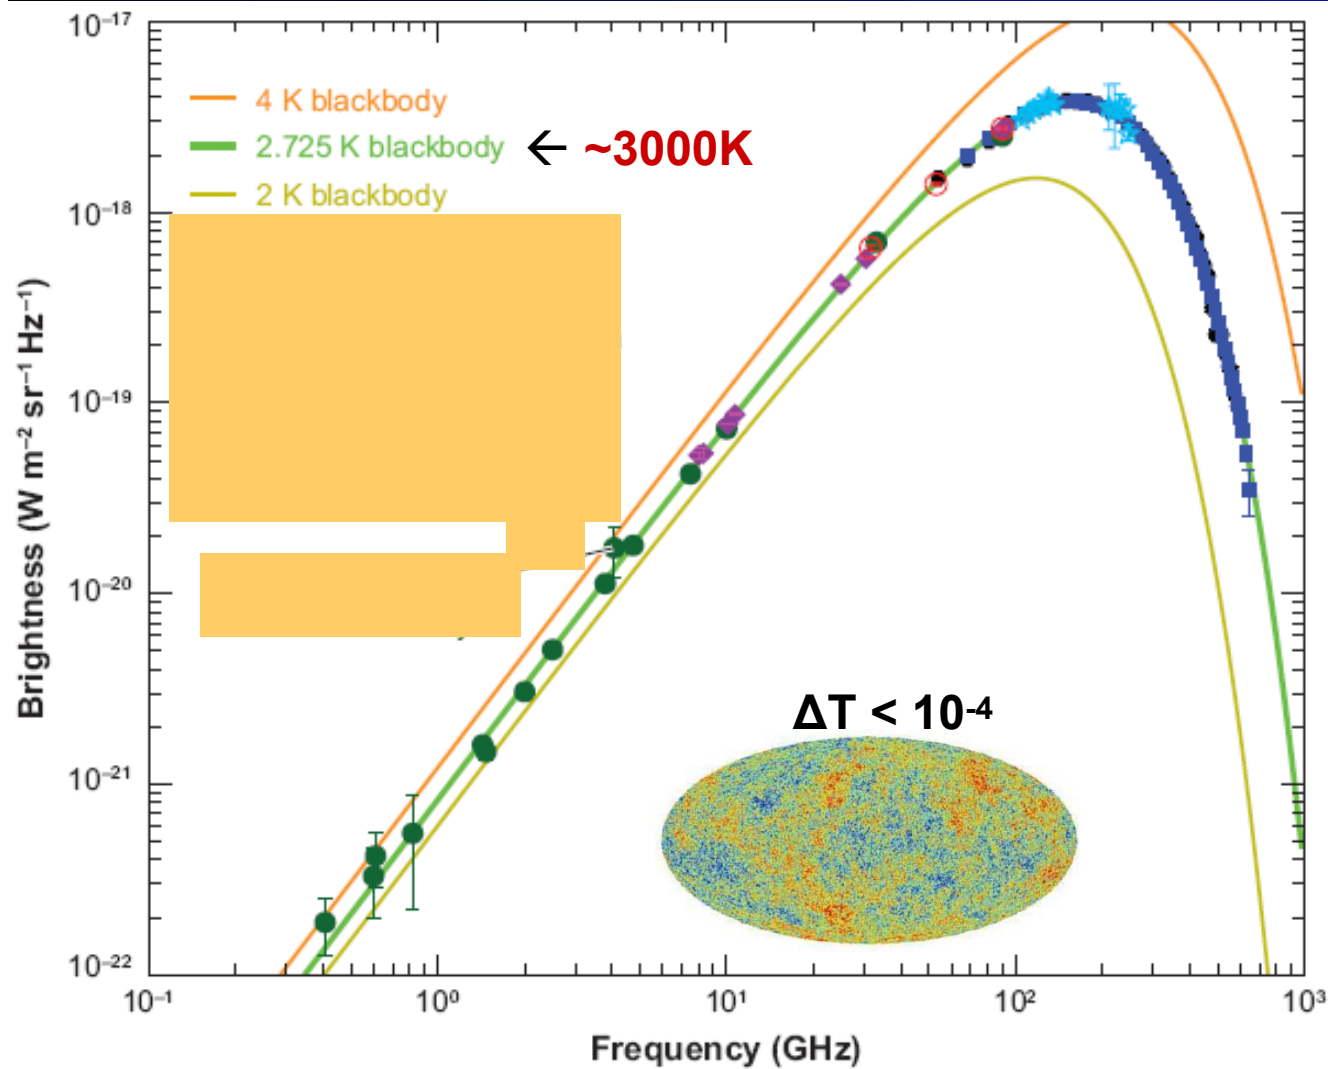 10⁻¹⁷
4 K blackbody
2.725 K blackbody ← ~3000K
2 K blackbody
10⁻¹⁸
10⁻¹⁹
10⁻²⁰
10⁻²¹
10⁻²²
Brightness (W m⁻² sr⁻¹ Hz⁻¹)
ΔT < 10⁻⁴
10⁻¹ 10⁰ 10¹ 10² 10³
Frequency (GHz)